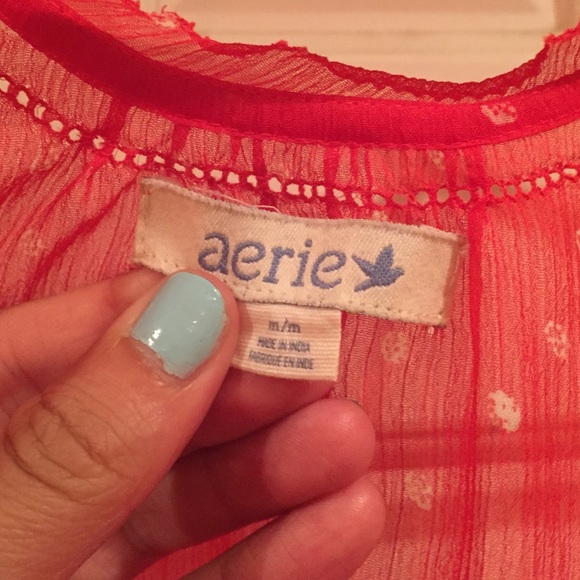 aerie
m/m
MADE IN INDIA
FABRIQUÉ EN INDE